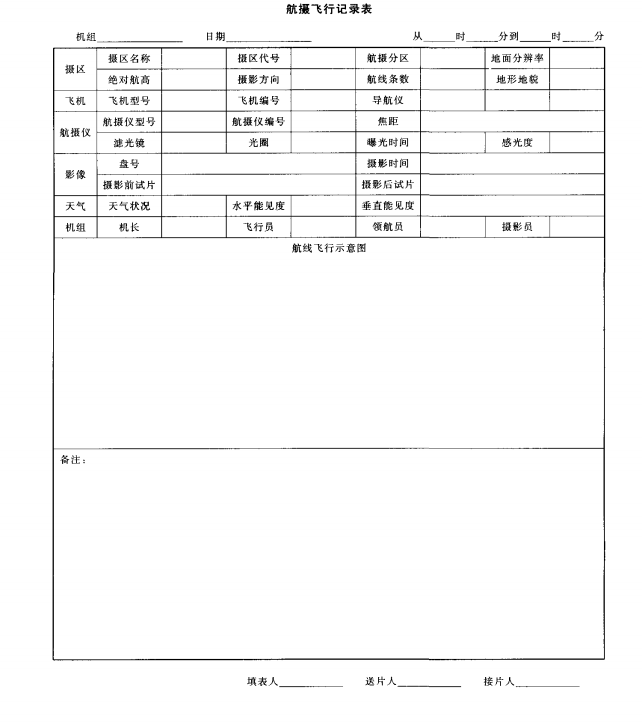 航摄飞行记录表
机组 日期 从 时 分到 时 分
摄区 摄区名称 摄区代号 航摄分区 地面分辨率
绝对航高 摄影方向 航线条数 地形地貌
飞机 飞机型号 飞机编号 导航仪
航摄仪 航摄仪型号 航摄仪编号 焦距
滤光镜 光圈 曝光时间 感光度
影像 盘号 摄影时间
摄影前试片 摄影后试片
天气 天气状况 水平能见度 垂直能见度
机组 机长 飞行员 领航员 摄影员
航线飞行示意图
备注:
填表人 送片人 接片人